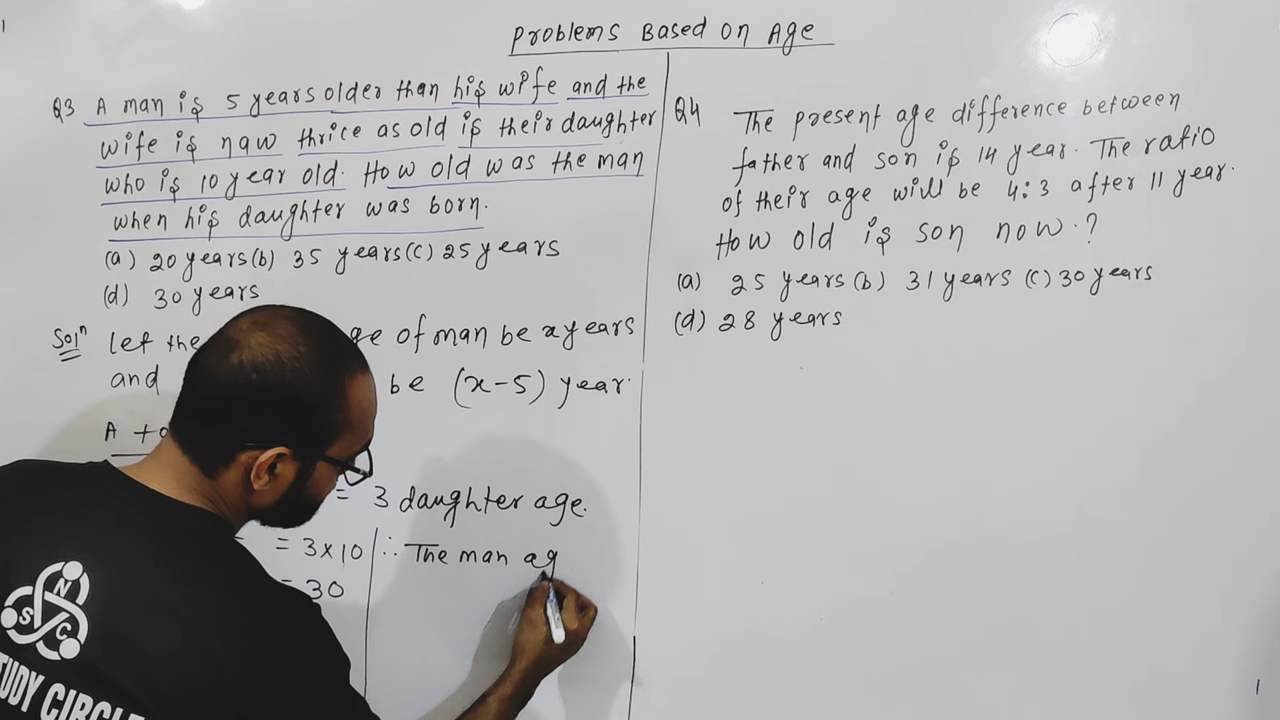 Problems Based On Age
Q3 A man is 5 years older than his wife and the
wife is naw thrice as old is their daughter
who is 10 year old. How old was the man
when his daughter was born.
(a) 20 years (b) 35 years (c) 25 years
(d) 30 years
Solⁿ Let the age of man be x years
and be (x-5) year.
A
= 3 daughter age.
= 3×10
= 30
∴ The man ag
Q4 The present age difference between
father and son is 14 year. The ratio
of their age will be 4:3 after 11 year.
How old is son now.?
(a) 25 years (b) 31 years (c) 30 years
(d) 28 years
N
S C
STUDY CIRCLE
1